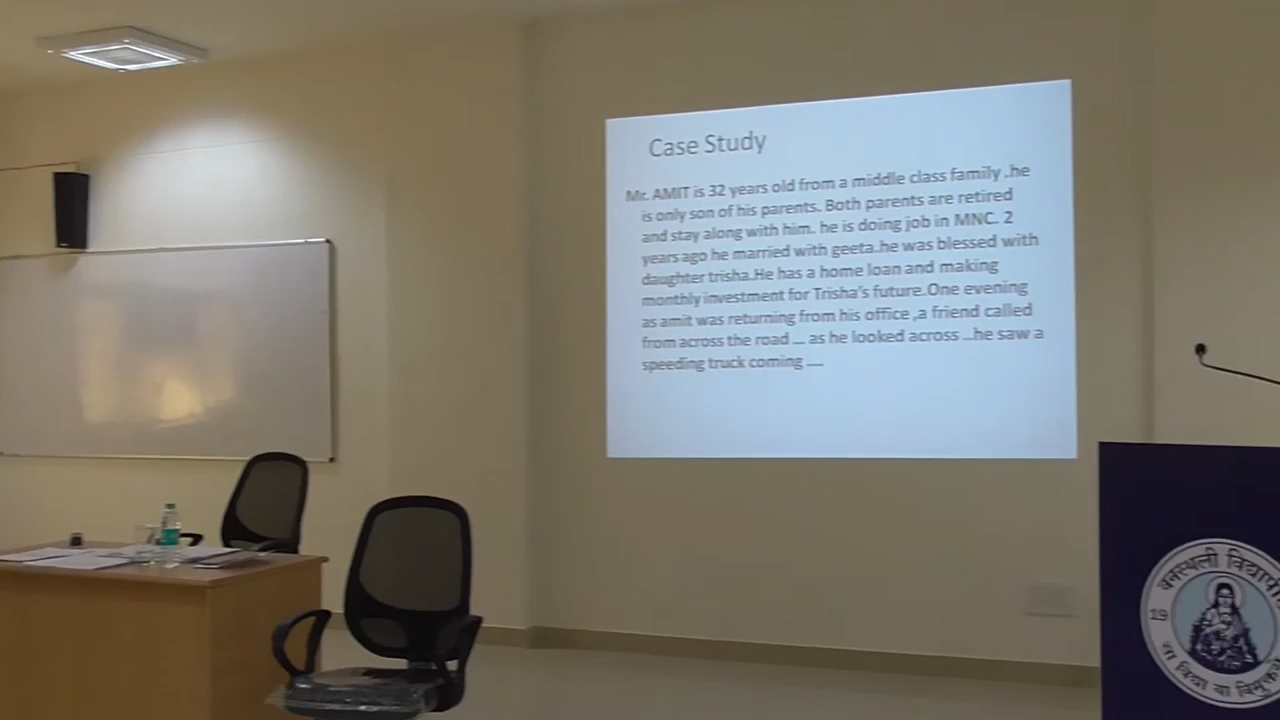 Case Study
Mr. AMIT is 32 years old from a middle class family .he
is only son of his parents. Both parents are retired
and stay along with him. he is doing job in MNC. 2
years ago he married with geeta.he was blessed with
daughter trisha.He has a home loan and making
monthly investment for Trisha's future.One evening
as amit was returning from his office ,a friend called
from across the road ... as he looked across ...he saw a
speeding truck coming .....
वनस्थली
19
सा विद्या या